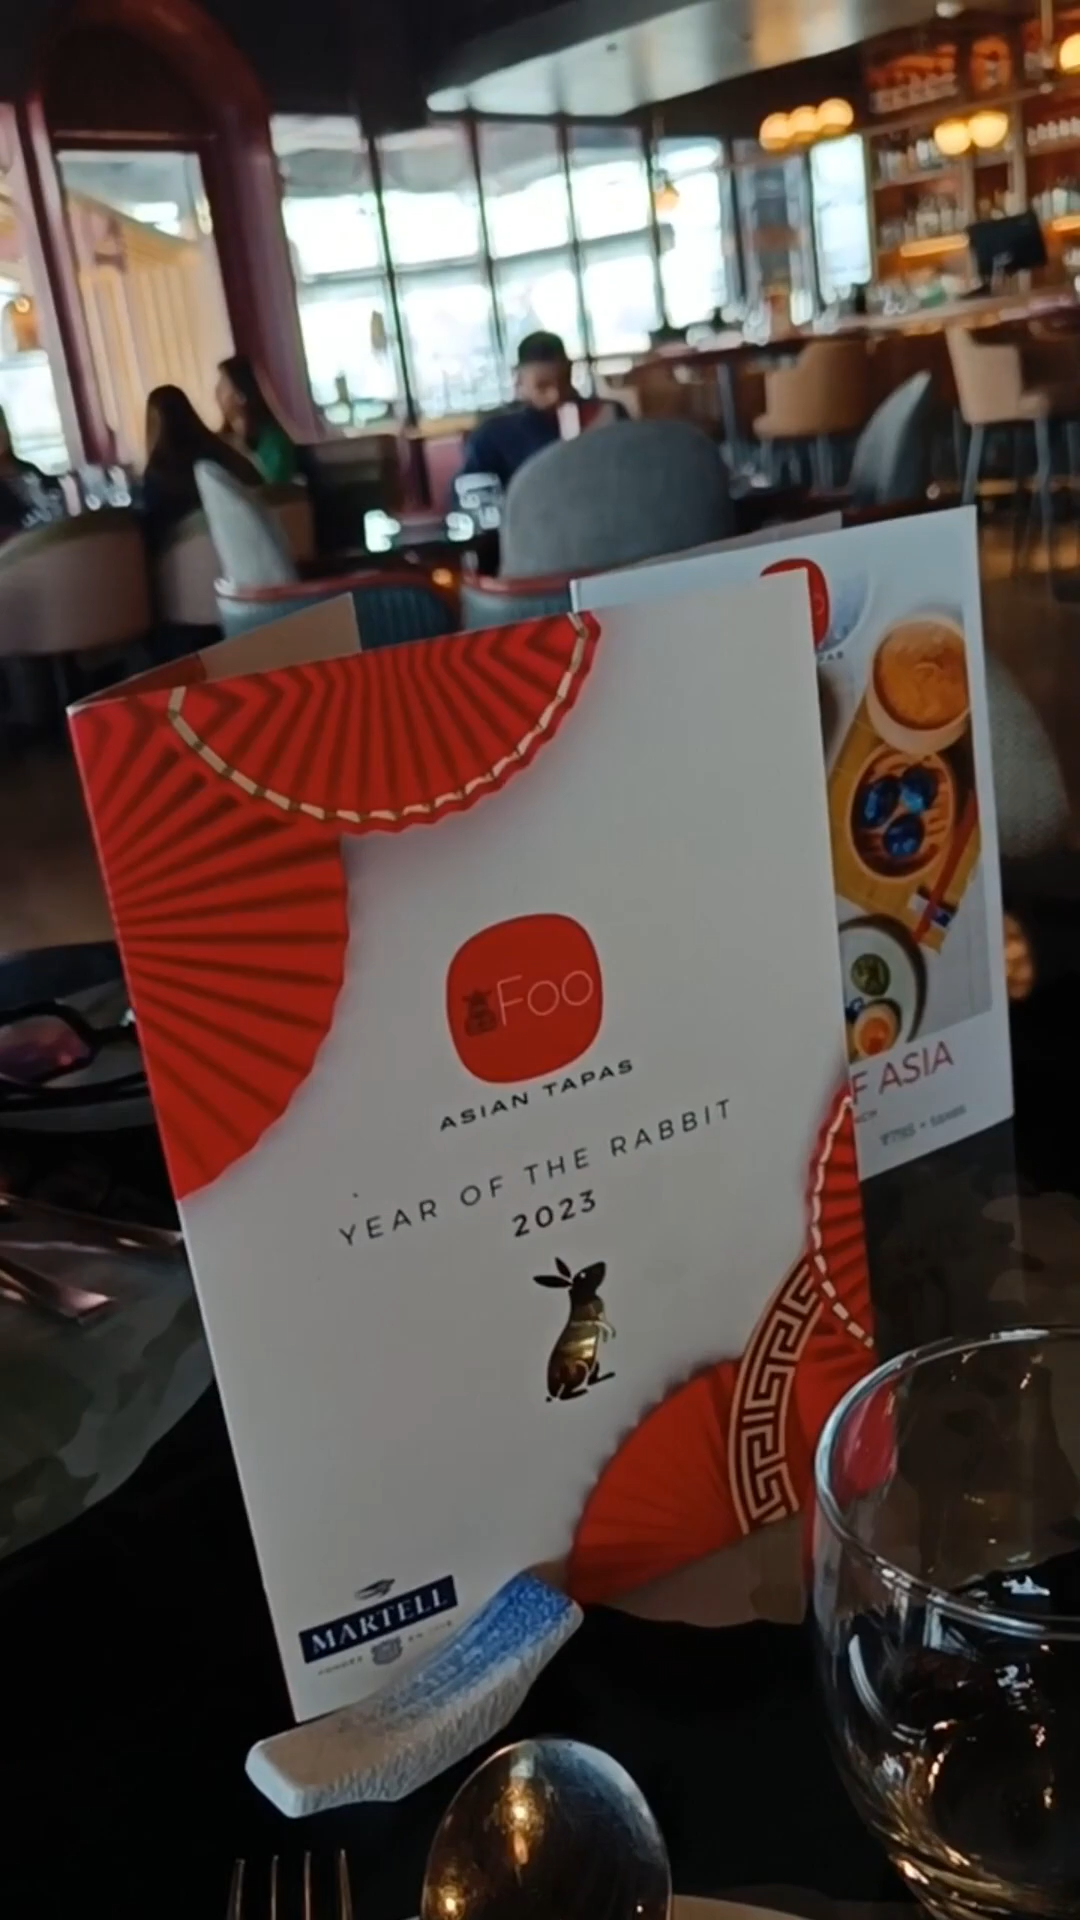 Foo
ASIAN TAPAS
YEAR OF THE RABBIT
2023
MARTELL
F ASIA